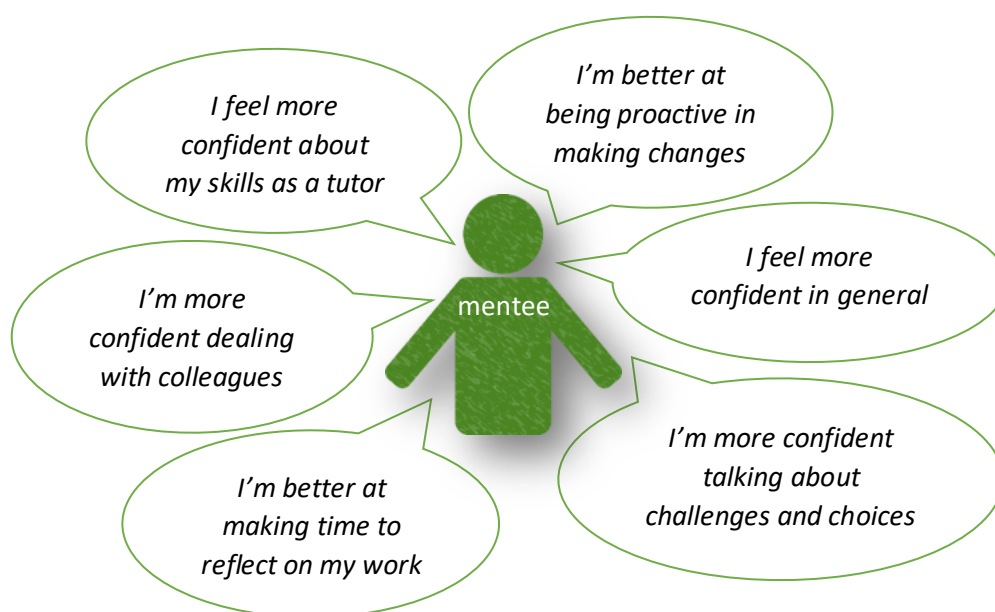 I feel more
confident about
my skills as a tutor
I’m better at
being proactive in
making changes
I’m more
confident dealing
with colleagues
mentee
I feel more
confident in general
I’m better at
making time to
reflect on my work
I’m more confident
talking about
challenges and choices